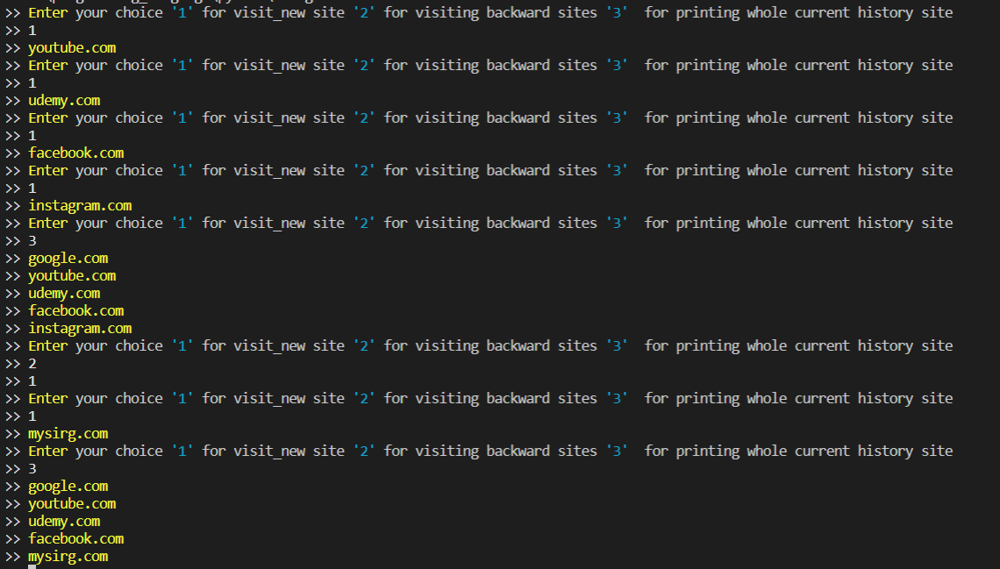 >> Enter your choice '1' for visit_new site '2' for visiting backward sites '3'  for printing whole current history site
>> 1
>> youtube.com
>> Enter your choice '1' for visit_new site '2' for visiting backward sites '3'  for printing whole current history site
>> 1
>> udemy.com
>> Enter your choice '1' for visit_new site '2' for visiting backward sites '3'  for printing whole current history site
>> 1
>> facebook.com
>> Enter your choice '1' for visit_new site '2' for visiting backward sites '3'  for printing whole current history site
>> 1
>> instagram.com
>> Enter your choice '1' for visit_new site '2' for visiting backward sites '3'  for printing whole current history site
>> 3
>> google.com
>> youtube.com
>> udemy.com
>> facebook.com
>> instagram.com
>> Enter your choice '1' for visit_new site '2' for visiting backward sites '3'  for printing whole current history site
>> 2
>> 1
>> Enter your choice '1' for visit_new site '2' for visiting backward sites '3'  for printing whole current history site
>> 1
>> mysirg.com
>> Enter your choice '1' for visit_new site '2' for visiting backward sites '3'  for printing whole current history site
>> 3
>> google.com
>> youtube.com
>> udemy.com
>> facebook.com
>> mysirg.com